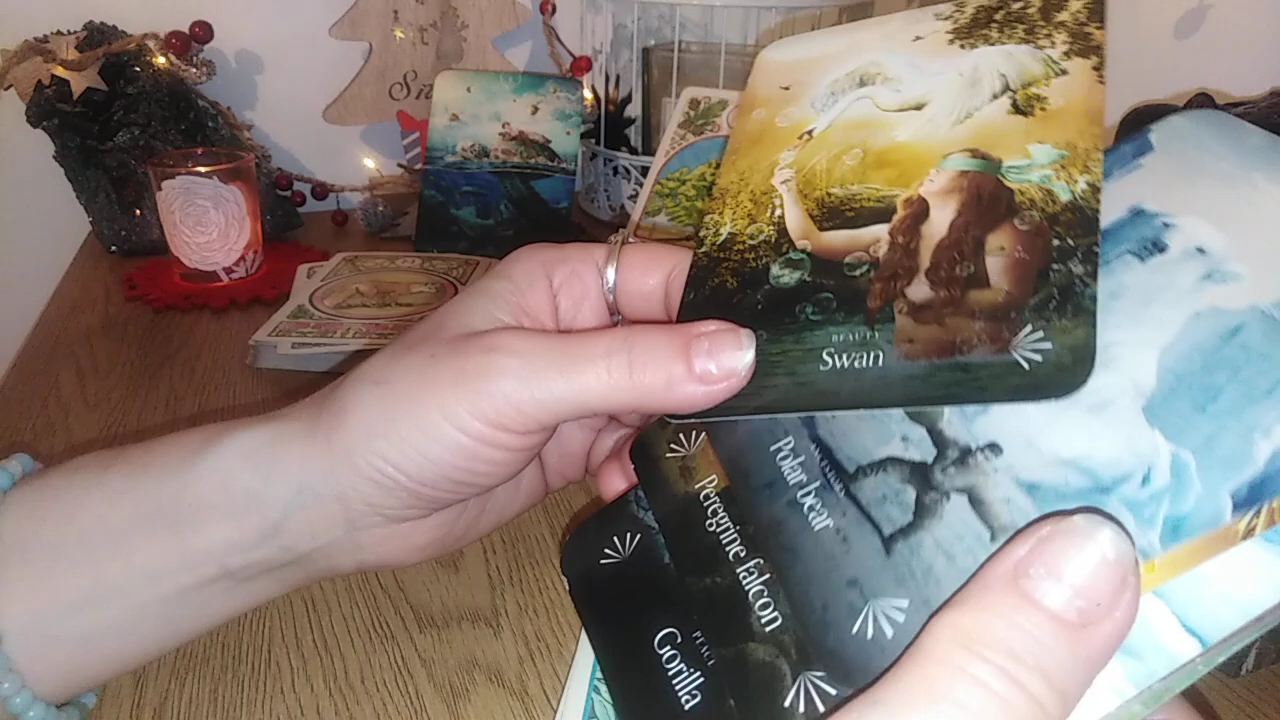 BEAUTY
Swan
Polar bear
Peregrine falcon
PEACE
Gorilla